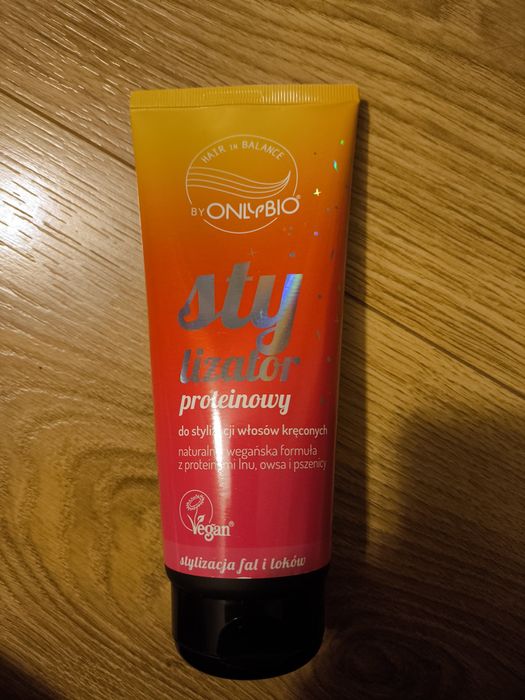 HAIR IN BALANCE
BY ONLYBIO®
sty
lizator
proteinowy
do stylizacji włosów kręconych
naturalna wegańska formuła
z proteinami lnu, owsa i pszenicy
Vegan®
stylizacja fal i loków